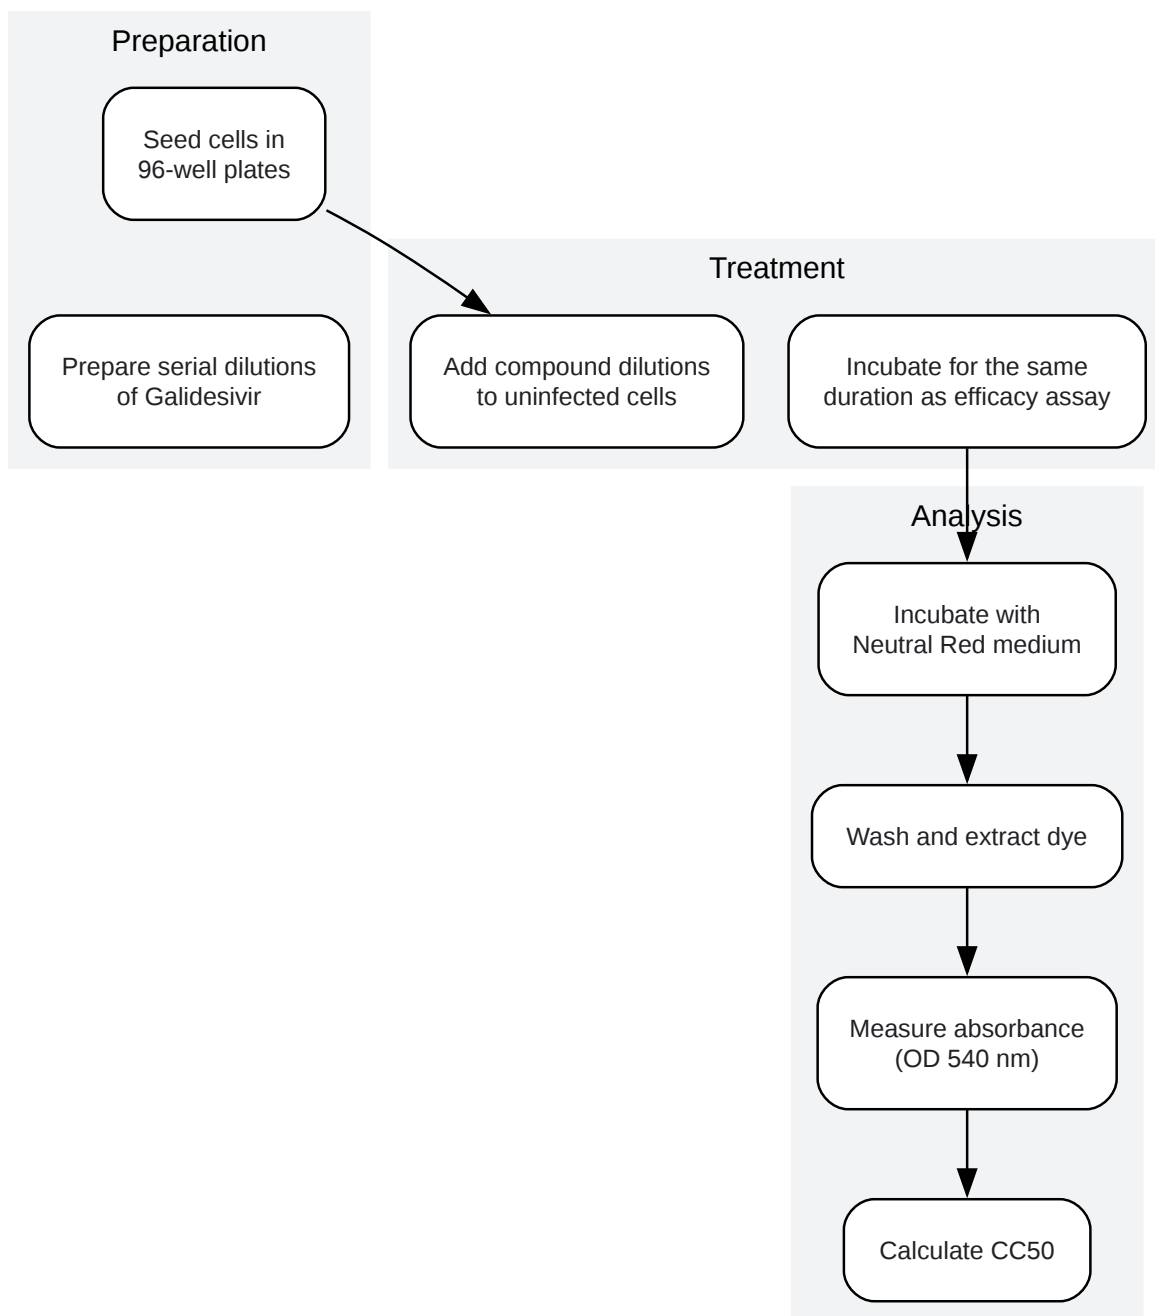 Preparation
Seed cells in
96-well plates
Treatment
Prepare serial dilutions
of Galidesivir
Add compound dilutions
to uninfected cells
Incubate for the same
duration as efficacy assay
Analysis
Incubate with
Neutral Red medium
Wash and extract dye
Measure absorbance
(OD 540 nm)
Calculate CC50